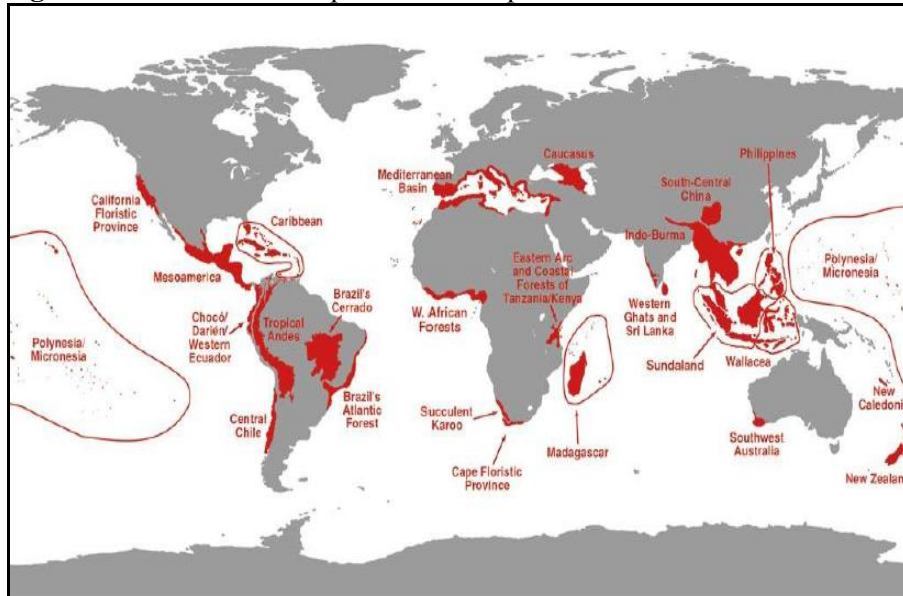 California
Floristic
Province
Caribbean
Mesoamerica
Polynesia/
Micronesia
Chocó/
Darién/
Western
Ecuador
Tropical
Andes
Brazil's
Cerrado
Central
Chile
Brazil's
Atlantic
Forest
Mediterranean
Basin
Caucasus
W. African
Forests
Eastern Arc
and Coastal
Forests of
Tanzania/Kenya
Succulent
Karoo
Cape Floristic
Province
Madagascar
South-Central
China
Indo-Burma
Western
Ghats and
Sri Lanka
Philippines
Sundaland
Wallacea
Polynesia/
Micronesia
Southwest
Australia
New
Caledoni
New Zealan